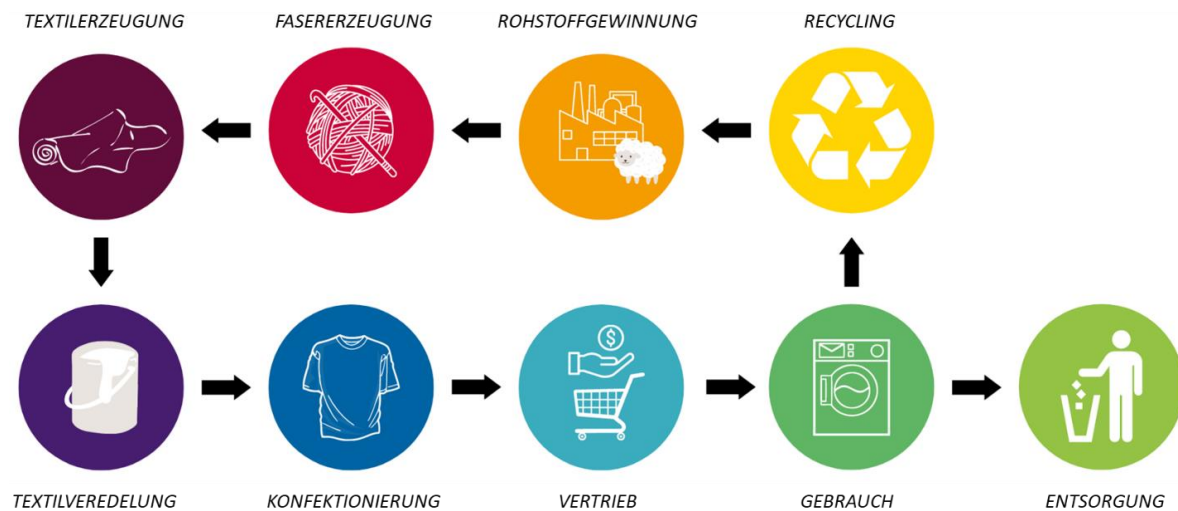 TEXTILERZEUGUNG
FASERERZEUGUNG
ROHSTOFFGEWINNUNG
RECYCLING
$
TEXTILVEREDELUNG
KONFEKTIONIERUNG
VERTRIEB
GEBRAUCH
ENTSORGUNG